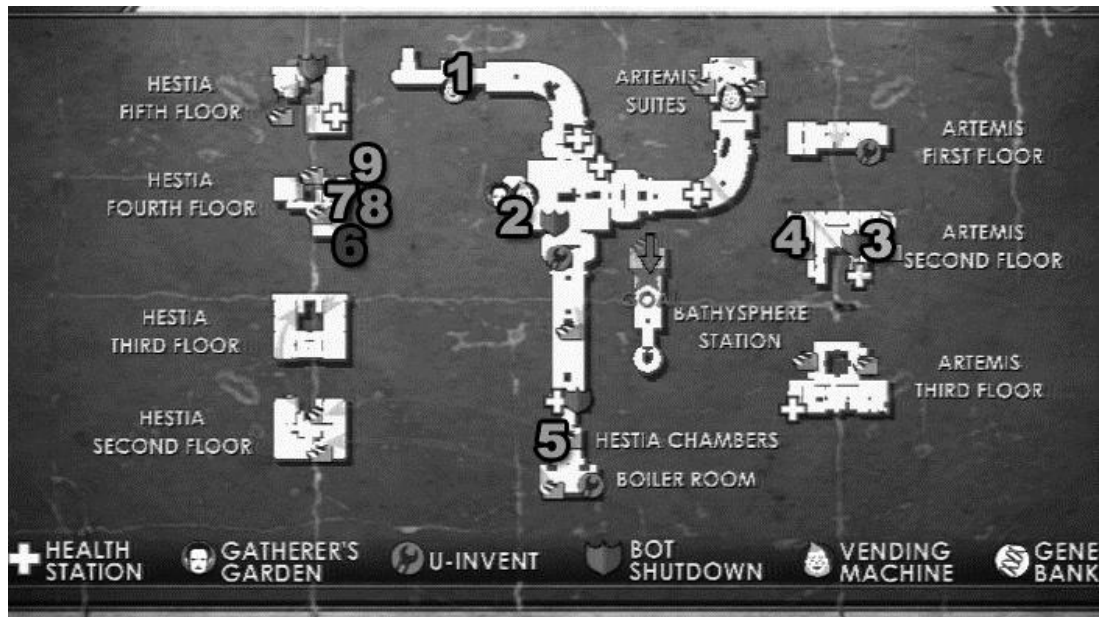 HESTIA
FIFTH FLOOR
1
ARTEMIS
SUITES
ARTEMIS
FIRST FLOOR
HESTIA
FOURTH FLOOR
9
7
8
6
2
4
3
ARTEMIS
SECOND FLOOR
GOAL
BATHYSPHERE
STATION
HESTIA
THIRD FLOOR
ARTEMIS
THIRD FLOOR
HESTIA
SECOND FLOOR
5
HESTIA CHAMBERS
BOILER ROOM
HEALTH
STATION
GATHERER'S
GARDEN
U-INVENT
BOT
SHUTDOWN
VENDING
MACHINE
GENE
BANK